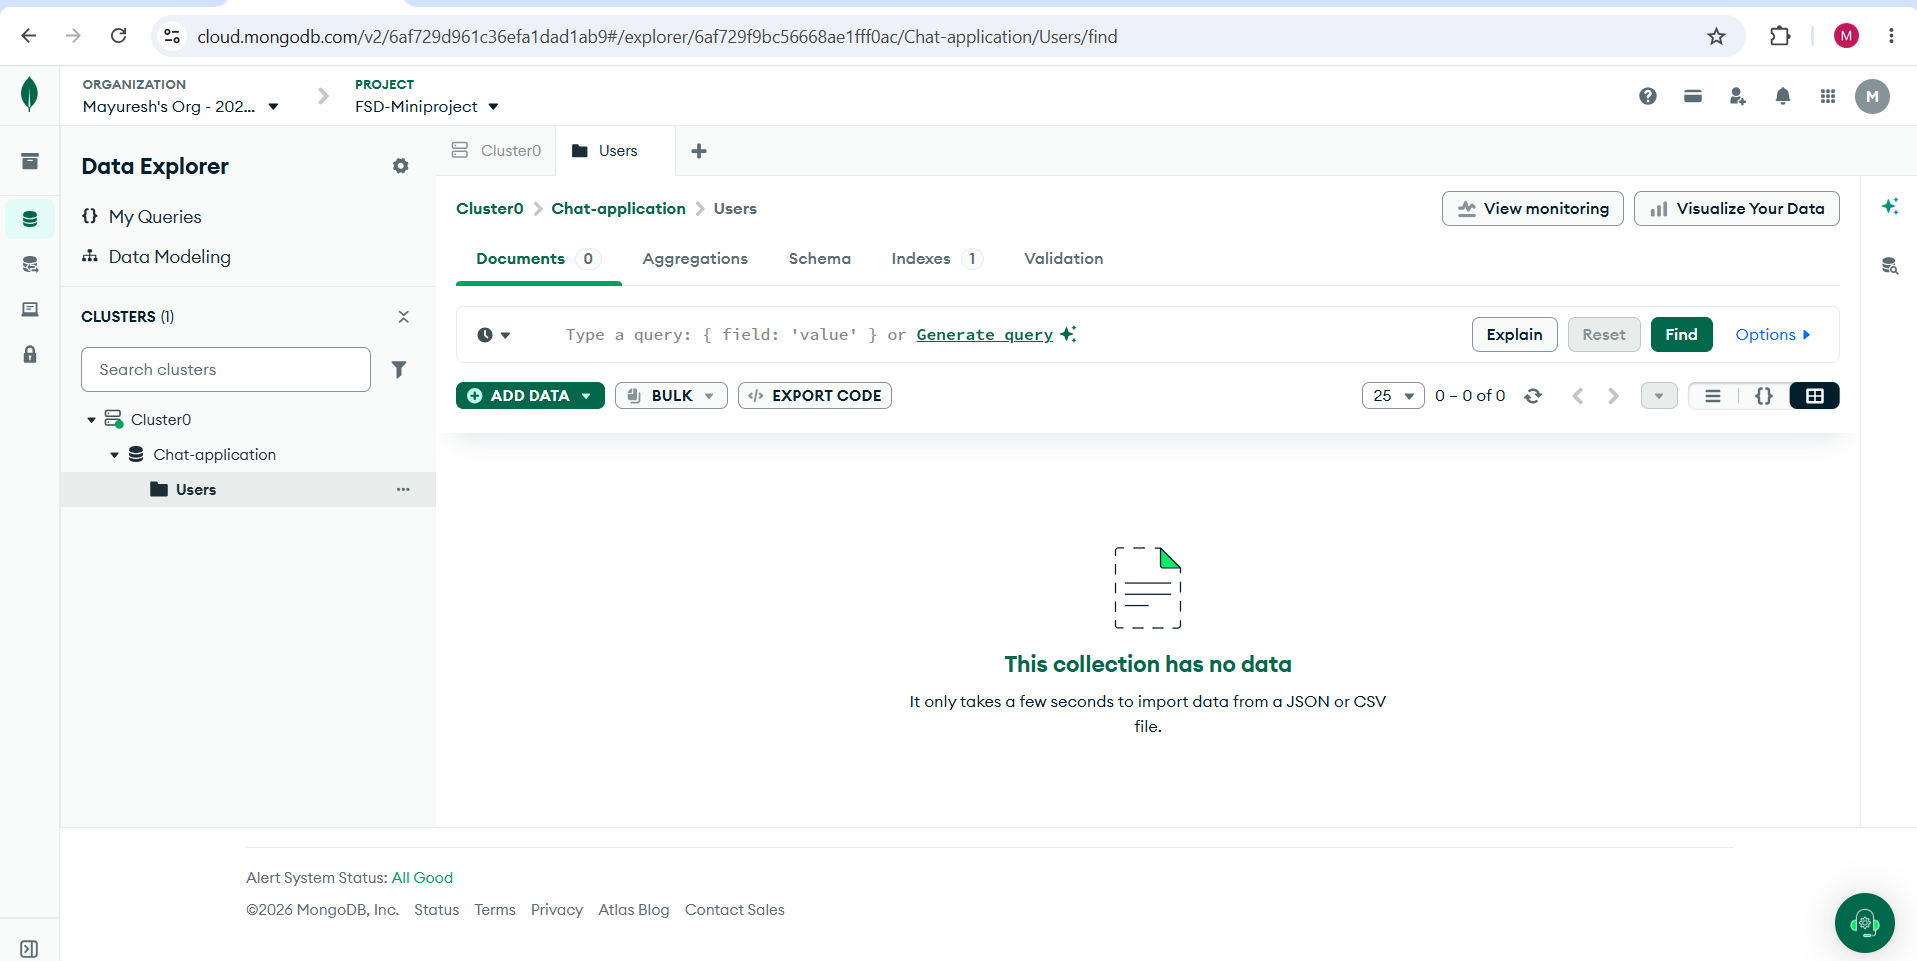 cloud.mongodb.com/v2/6af729d961c36efa1dad1ab9#/explorer/6af729f9bc56668ae1fff0ac/Chat-application/Users/find
M
ORGANIZATION
Mayuresh's Org - 202...
PROJECT
FSD-Miniproject
M
Data Explorer
My Queries
Data Modeling
CLUSTERS (1)
Search clusters
Cluster0
Chat-application
Users
Cluster0
Users
Cluster0 Chat-application Users
View monitoring
Visualize Your Data
Documents 0
Aggregations
Schema
Indexes 1
Validation
Type a query: { field: 'value' } or Generate query
Explain
Reset
Find
Options
ADD DATA
BULK
EXPORT CODE
25
0 – 0 of 0
This collection has no data
It only takes a few seconds to import data from a JSON or CSV
file.
Alert System Status: All Good
©2026 MongoDB, Inc. Status Terms Privacy Atlas Blog Contact Sales